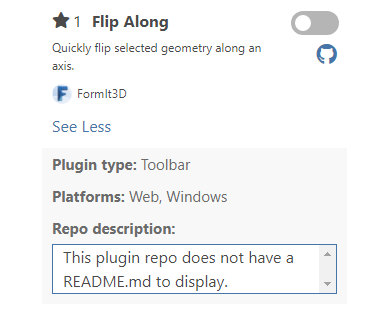 1 Flip Along
Quickly flip selected geometry along an
axis.
FormIt3D
See Less
Plugin type: Toolbar
Platforms: Web, Windows
Repo description:
This plugin repo does not have a
README.md to display.